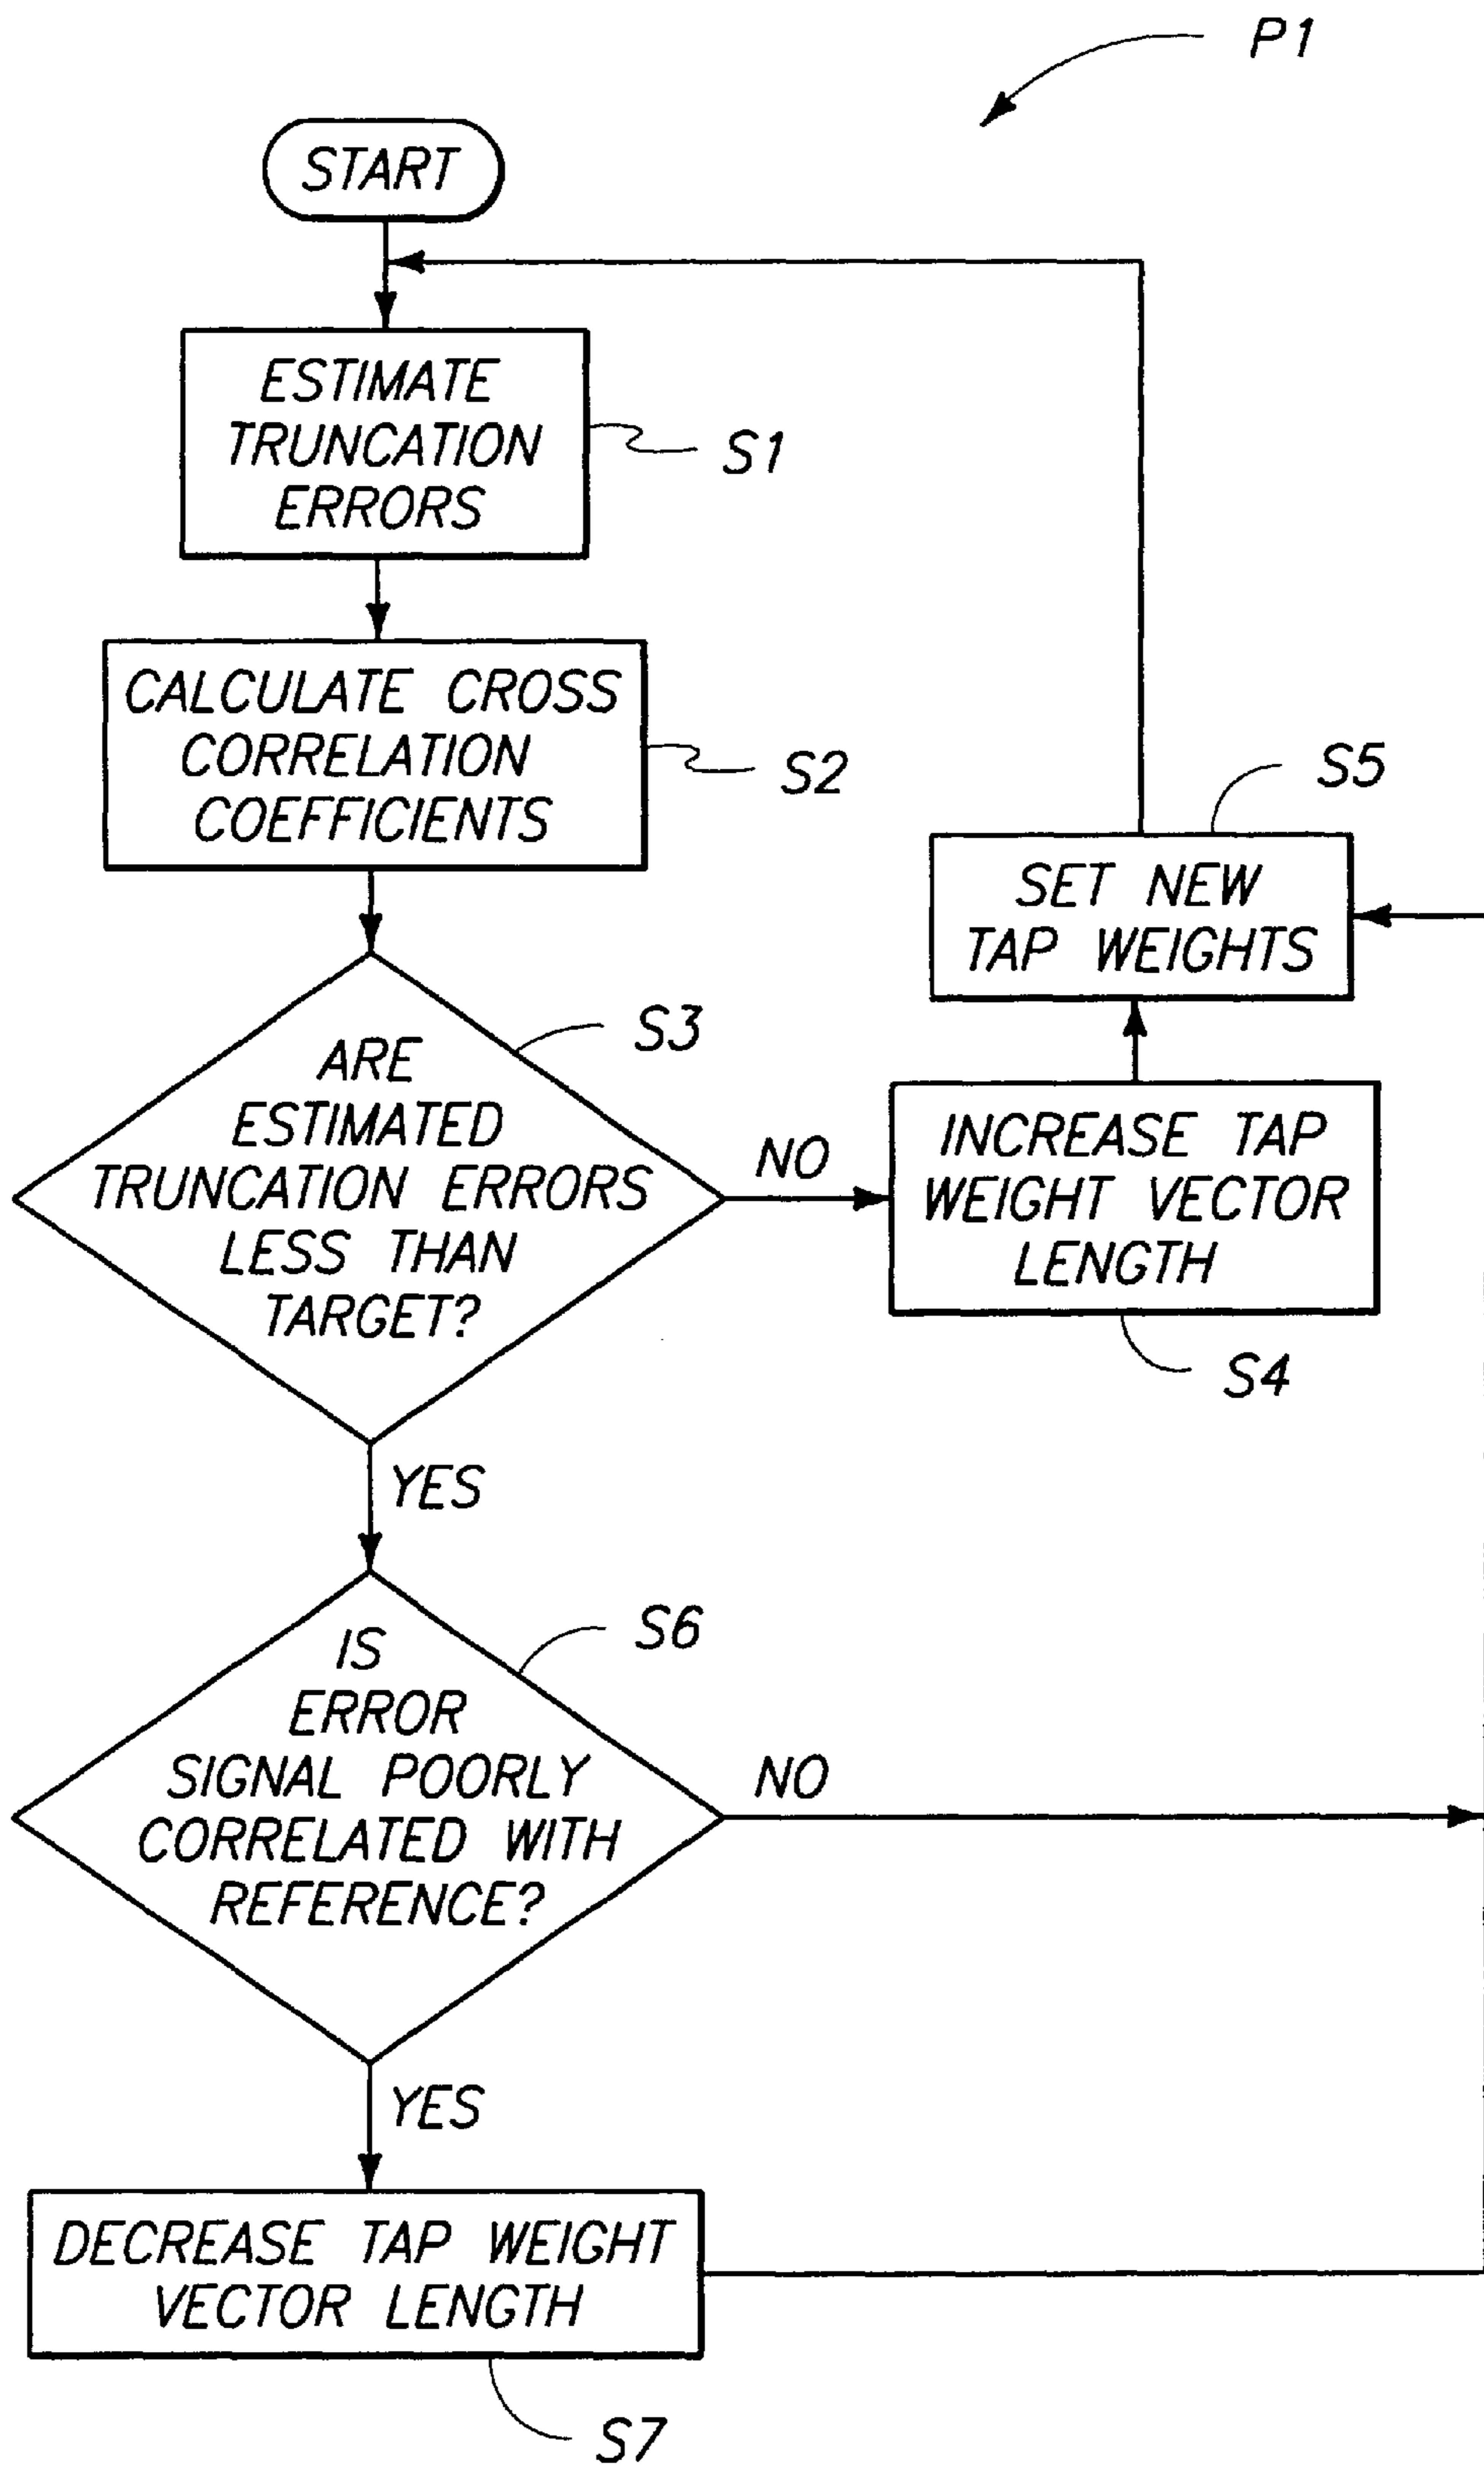 P1
START
ESTIMATE
TRUNCATION
ERRORS
S1
CALCULATE CROSS
CORRELATION
COEFFICIENTS
S2
S5
SET NEW
TAP WEIGHTS
S3
ARE
ESTIMATED
TRUNCATION ERRORS
LESS THAN
TARGET?
NO
INCREASE TAP
WEIGHT VECTOR
LENGTH
S4
YES
S6
IS
ERROR
SIGNAL POORLY
CORRELATED WITH
REFERENCE?
NO
YES
DECREASE TAP WEIGHT
VECTOR LENGTH
S7